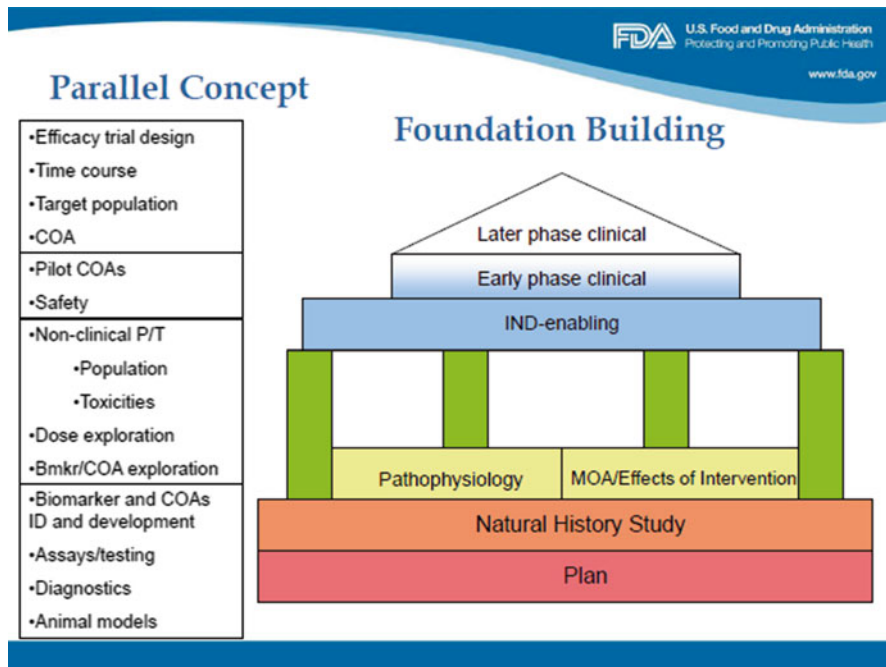 FDA
U.S. Food and Drug Administration
Protecting and Promoting Public Health
www.fda.gov
Parallel Concept
•Efficacy trial design
•Time course
•Target population
•COA
•Pilot COAs
•Safety
•Non-clinical P/T
•Population
•Toxicities
•Dose exploration
•Bmkr/COA exploration
•Biomarker and COAs
ID and development
•Assays/testing
•Diagnostics
•Animal models
Foundation Building
Later phase clinical
Early phase clinical
IND-enabling
Pathophysiology
MOA/Effects of Intervention
Natural History Study
Plan